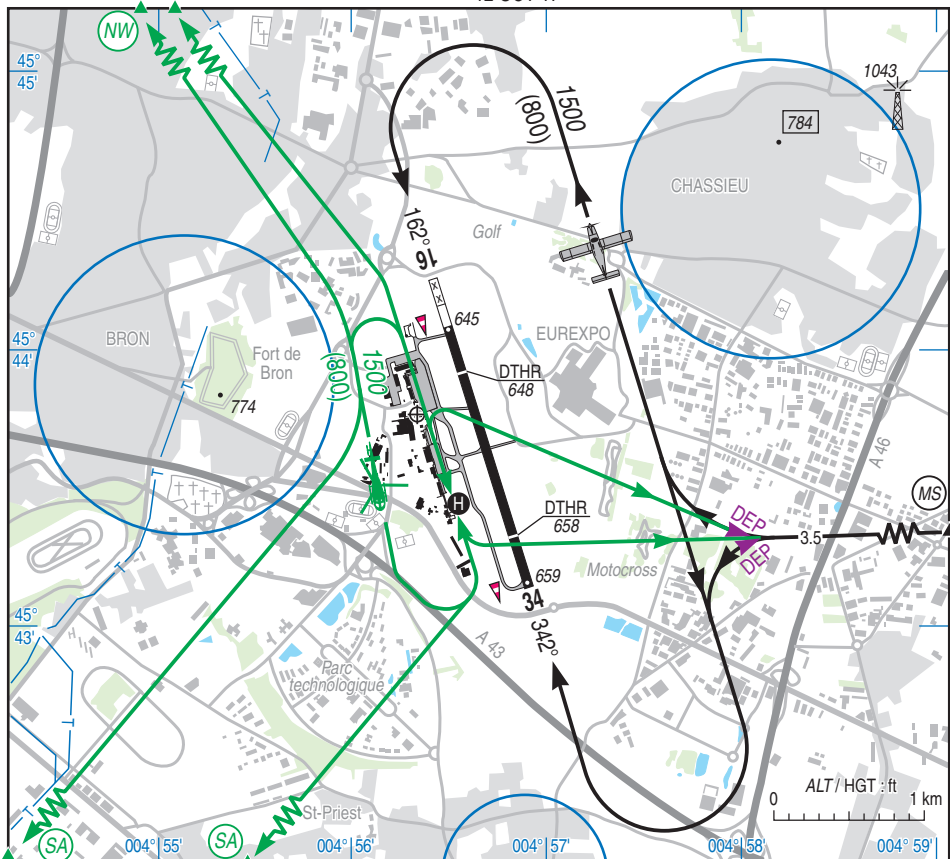 NW
45°
45'
1500
(800)
1043
784
CHASSIEU
162°
16
Golf
645
EUREXPO
DTHR
648
45°
44'
BRON
Fort de
Bron
774
1500
(800)
A 46
MS
H
DTHR
658
DEP
DEP
3.5
Motocross
659
34
342°
45°
43'
A 43
Parc
technologique
T
T
T
T
T
St-Priest
SA
SA
ALT / HGT : ft
0
1 km
004° 55'
004° 56'
004° 57'
004° 58'
004° 59'